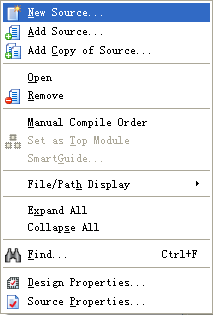 New Source...
Add Source...
Add Copy of Source...
Open
Remove
Manual Compile Order
Set as Top Module
SmartGuide...
File/Path Display
Expand All
Collapse All
Find... Ctrl+F
Design Properties...
Source Properties...